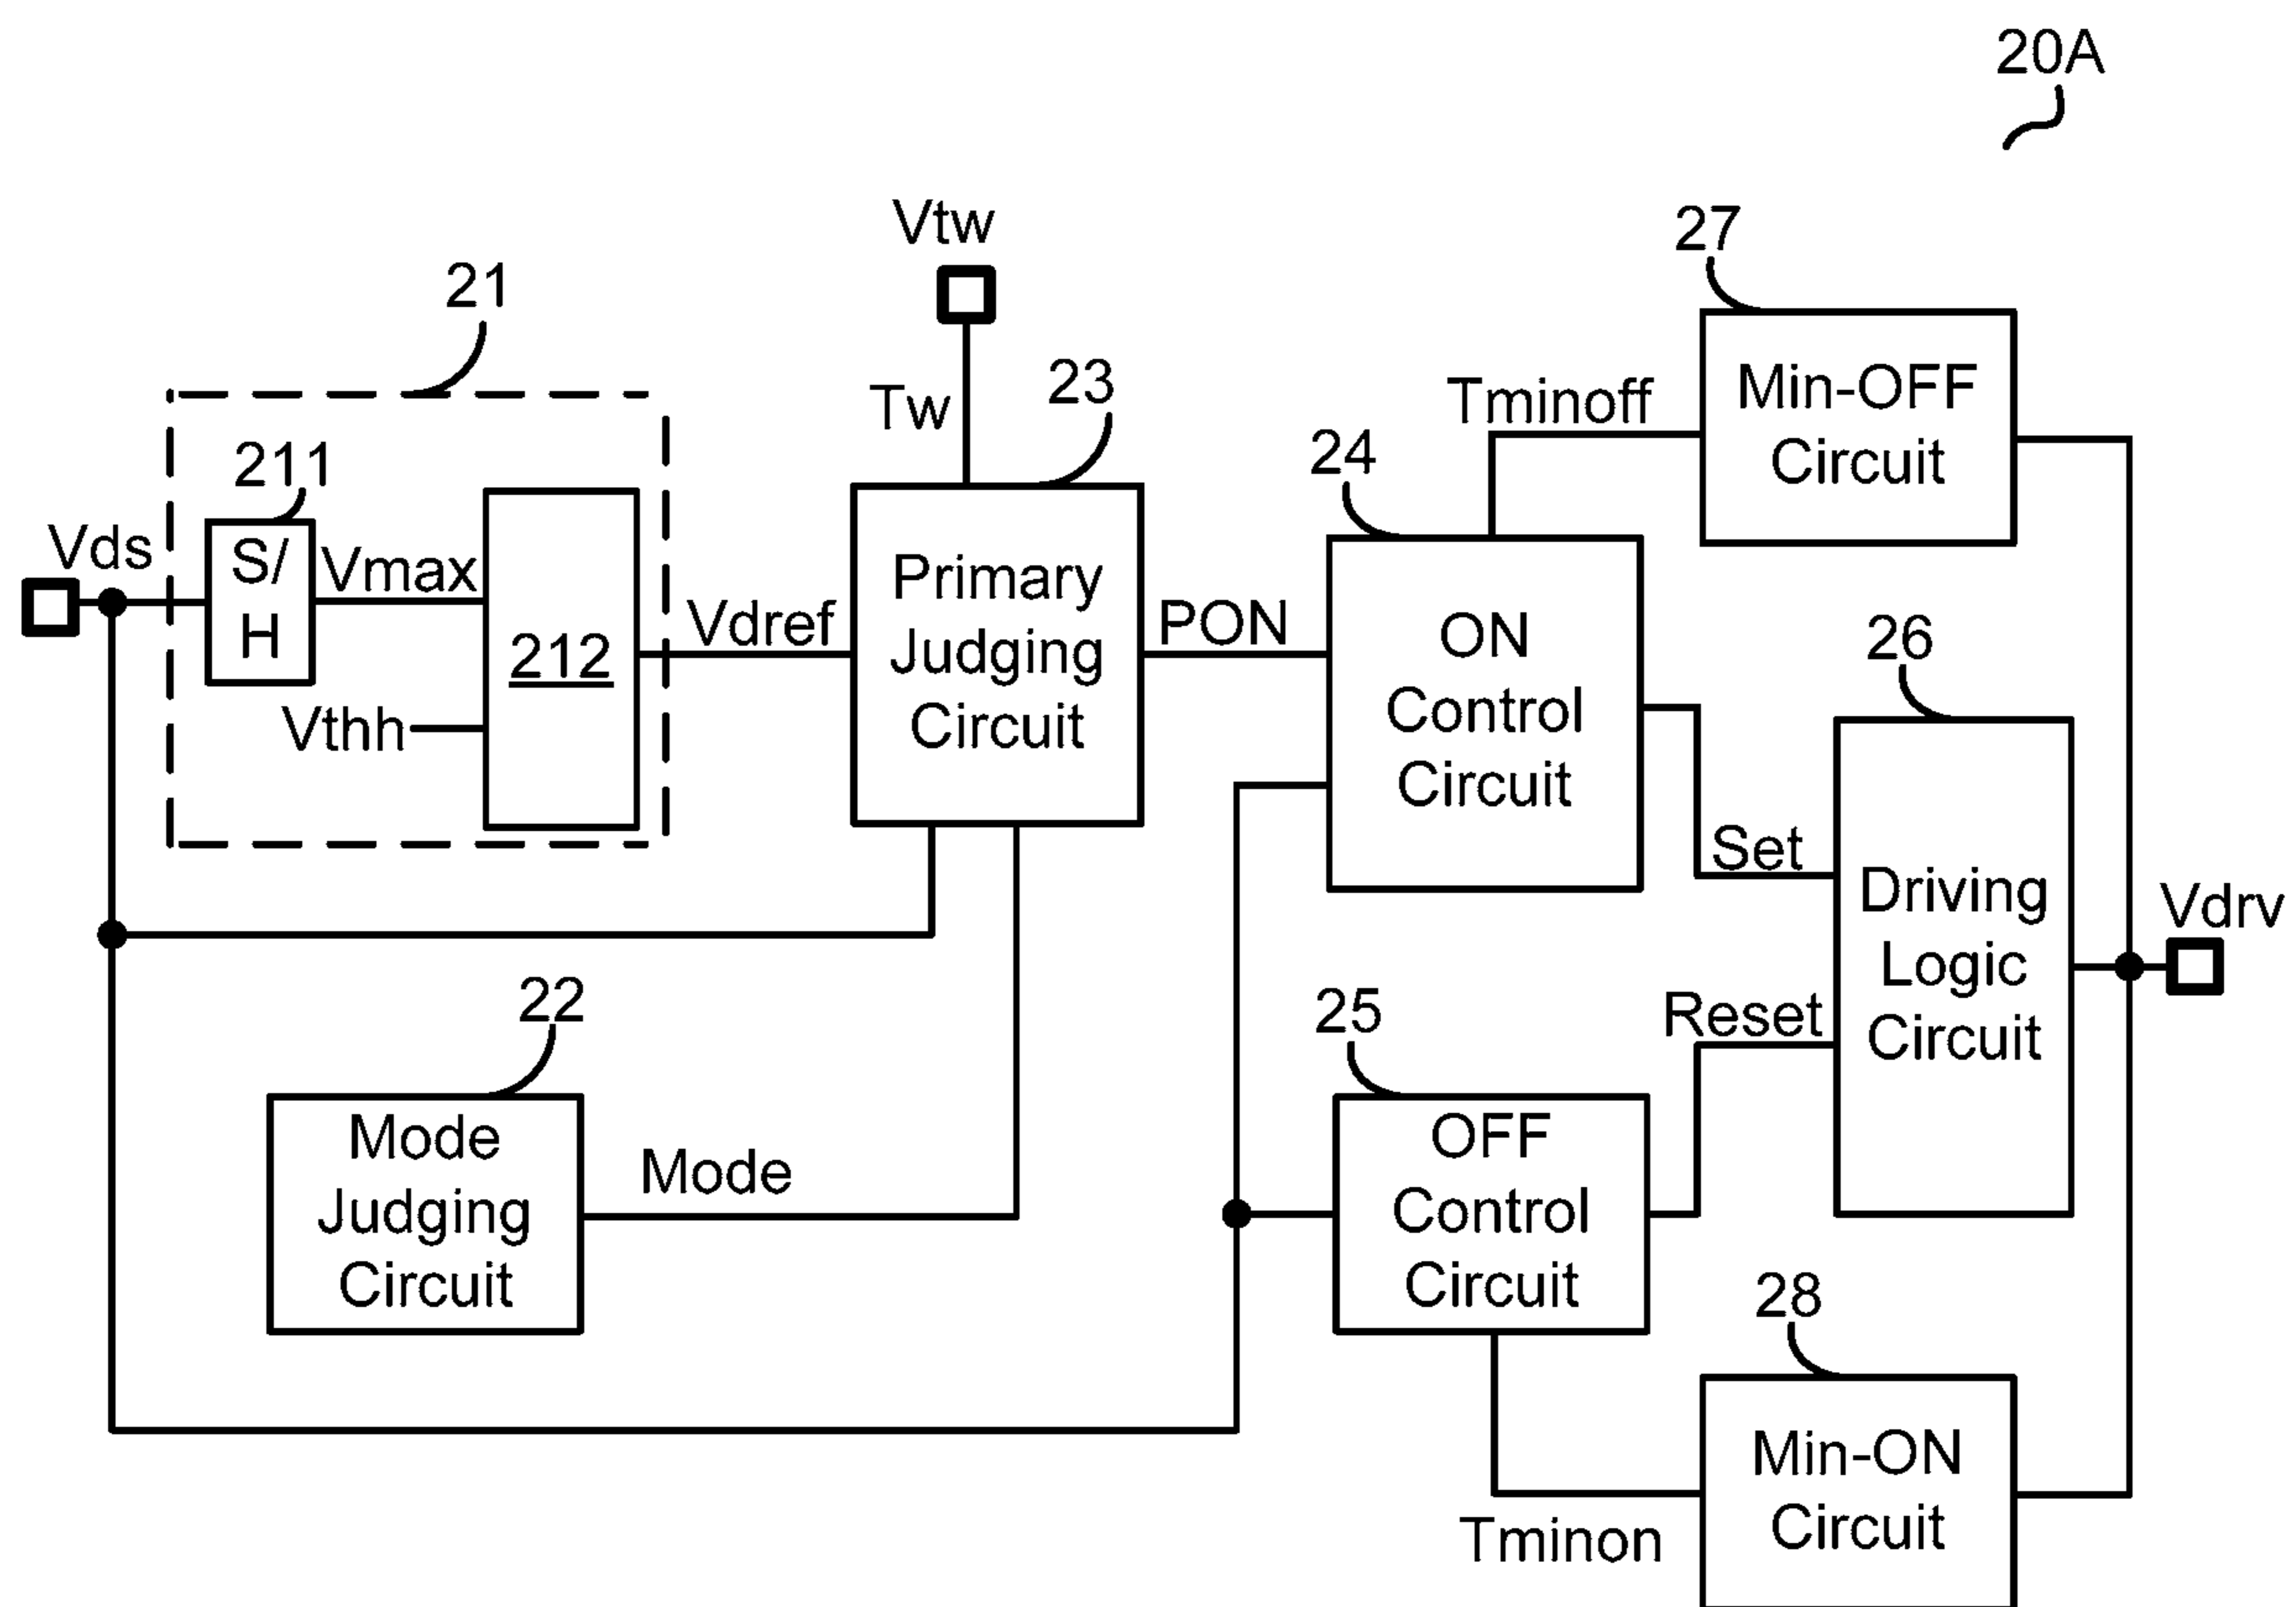 20A
Vtw
27
21
Tw
23
Min-OFF
Circuit
Tminoff
24
211
Vds
S/
H
Vmax
212
Vthh
Vdref
Primary
Judging
Circuit
PON
ON
Control
Circuit
26
Set
Driving
Logic
Circuit
Vdrv
22
25
Reset
Mode
Judging
Circuit
Mode
OFF
Control
Circuit
28
Min-ON
Circuit
Tminon